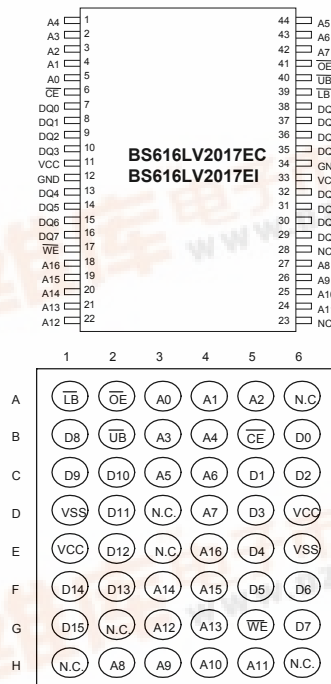 A4 1 44 A5
A3 2 43 A6
A2 3 42 A7
A1 4 41 OE
A0 5 40 UB
CE 6 39 LB
DQ0 7 38
DQ1 8 37
DQ2 9 36
DQ3 10 35
VCC 11 34
GND 12 33
DQ4 13 32
DQ5 14 31
DQ6 15 30
DQ7 16 29
WE 17 28 NC
A16 18 27 A8
A15 19 26 A9
A14 20 25
A13 21 24
A12 22 23 NC
BS616LV2017EC
BS616LV2017EI
1 2 3 4 5 6
A LB OE A0 A1 A2 N.C
B D8 UB A3 A4 CE D0
C D9 D10 A5 A6 D1 D2
D VSS D11 N.C. A7 D3 VCC
E VCC D12 N.C. A16 D4 VSS
F D14 D13 A14 A15 D5 D6
G D15 N.C. A12 A13 WE D7
H N.C. A8 A9 A10 A11 N.C.